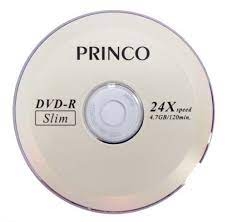 PRINCO
DVD-R
Slim
24X speed
4.7GB/120min.